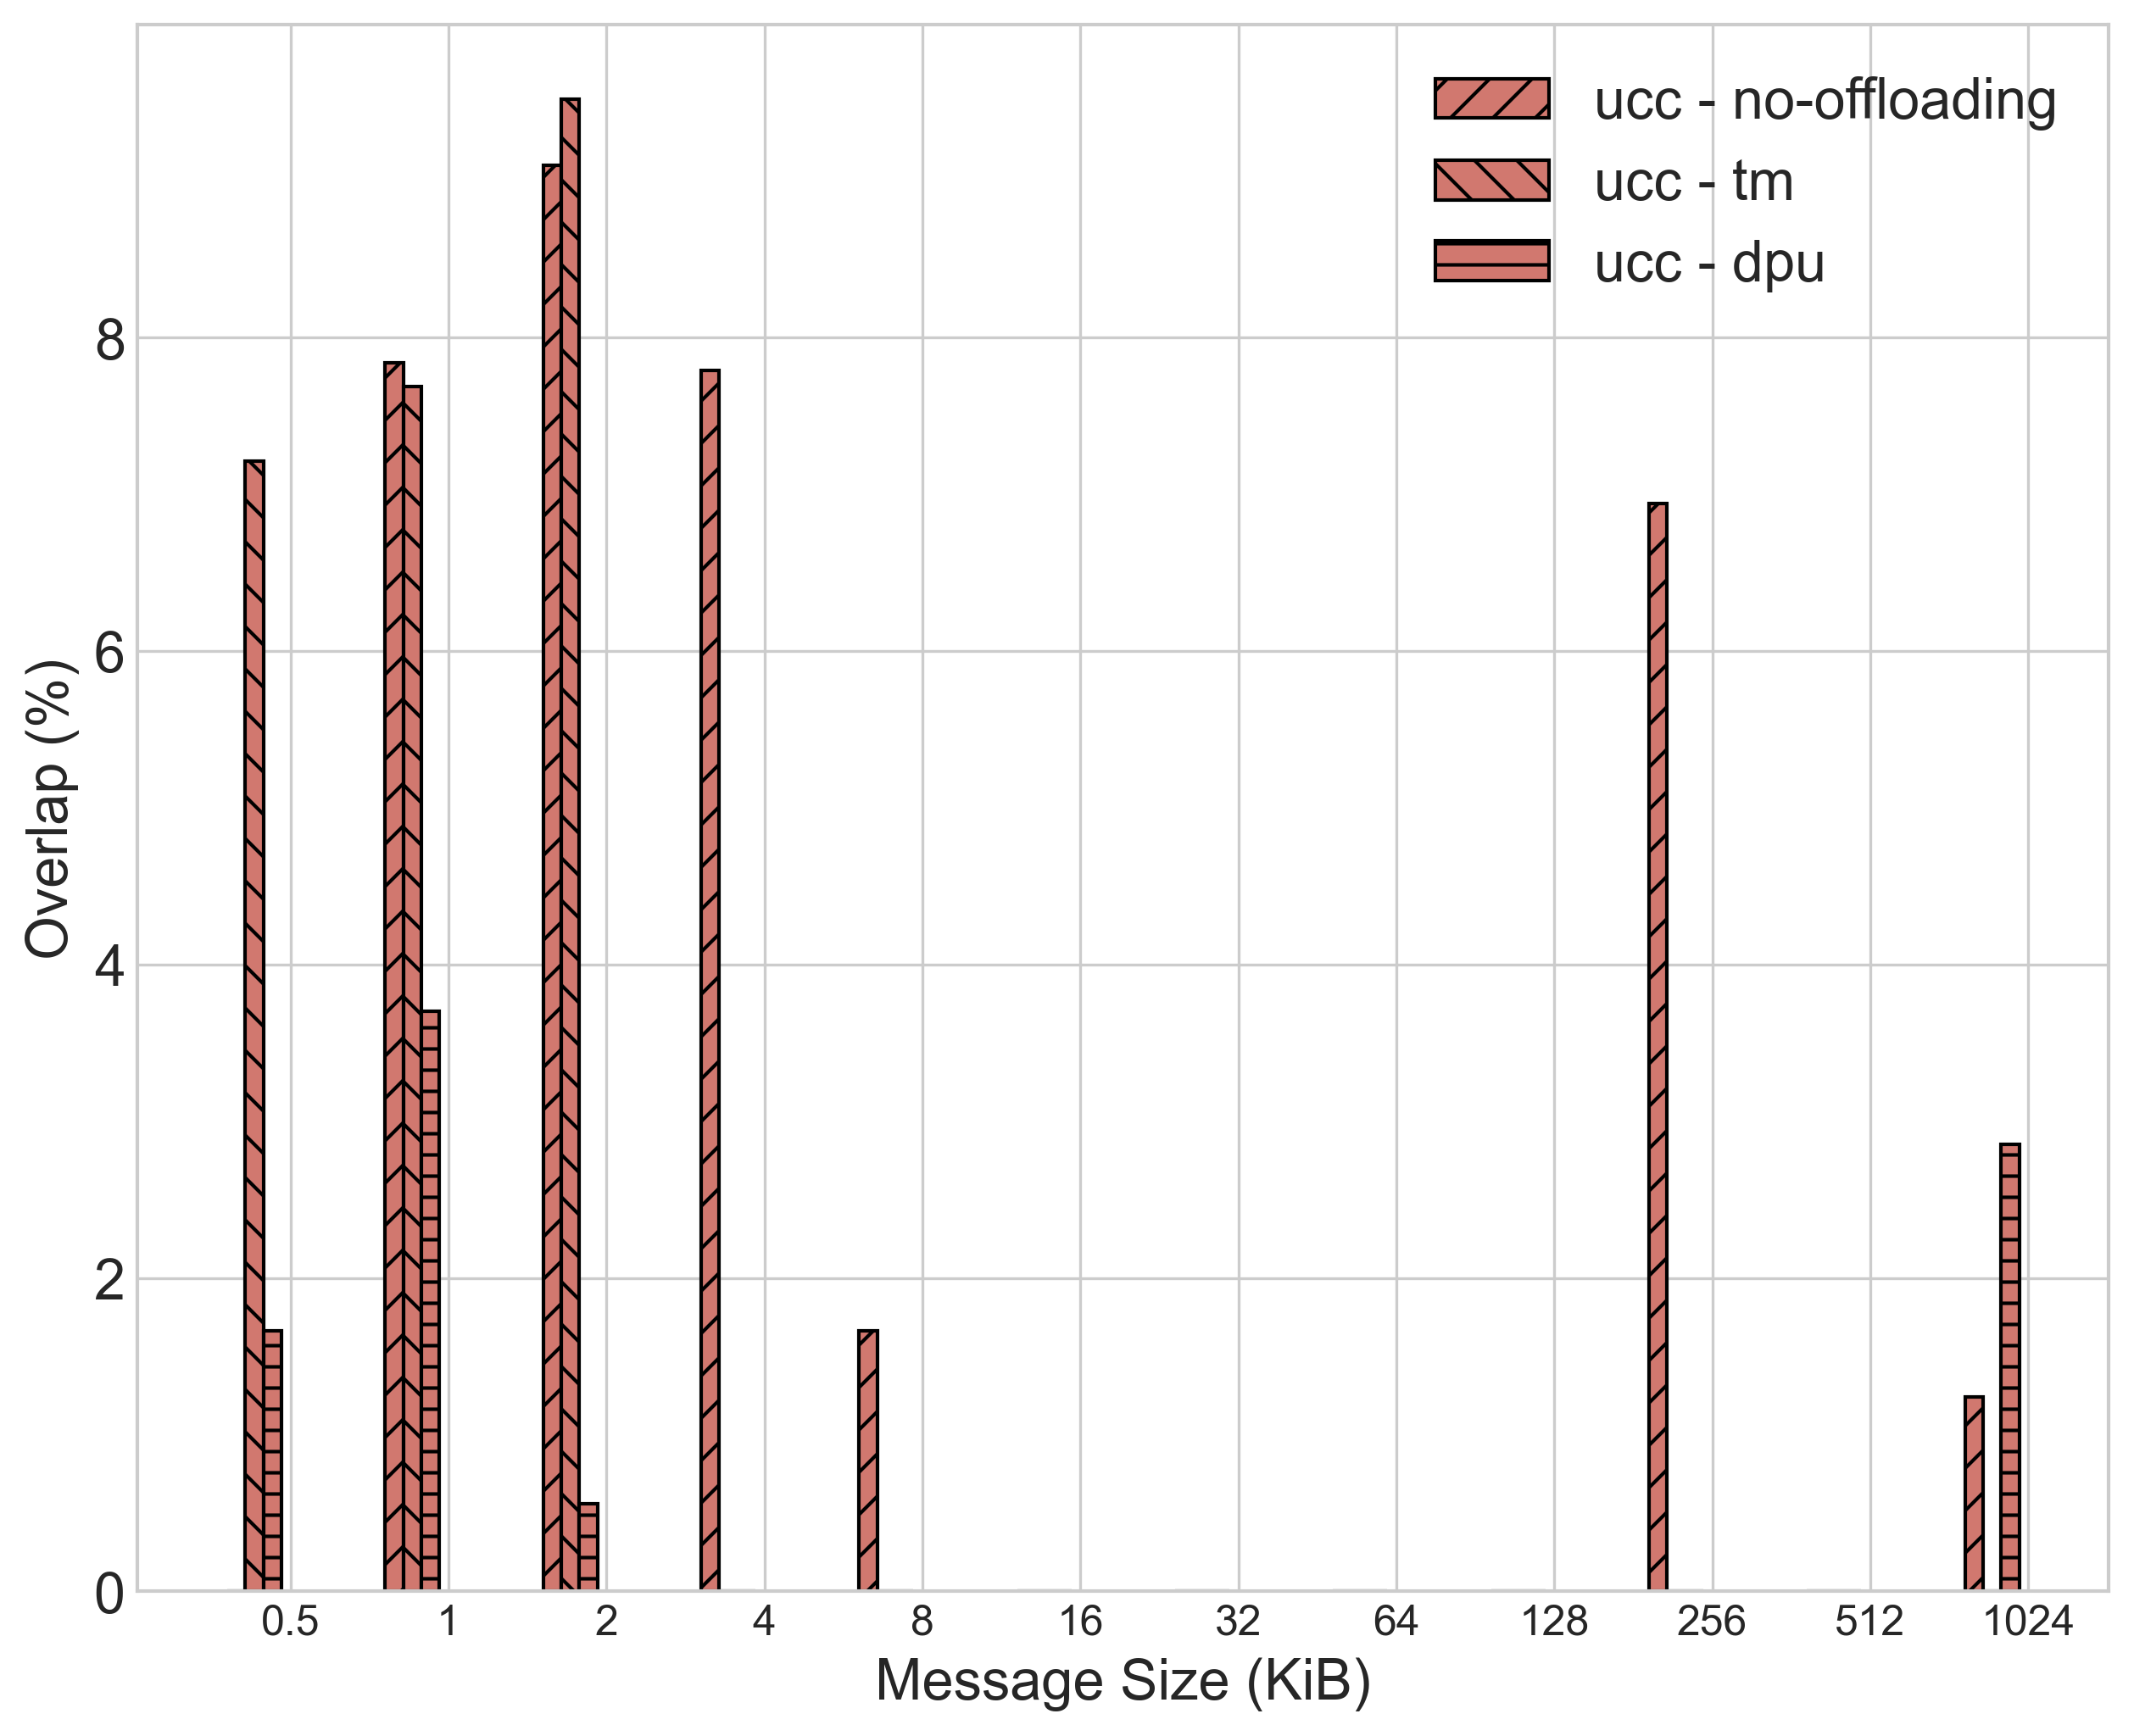 ucc - no-offloading
ucc - tm
ucc - dpu
Overlap (%)
8
6
4
2
0
0.5 1 2 4 8 16 32 64 128 256 512 1024
Message Size (KiB)